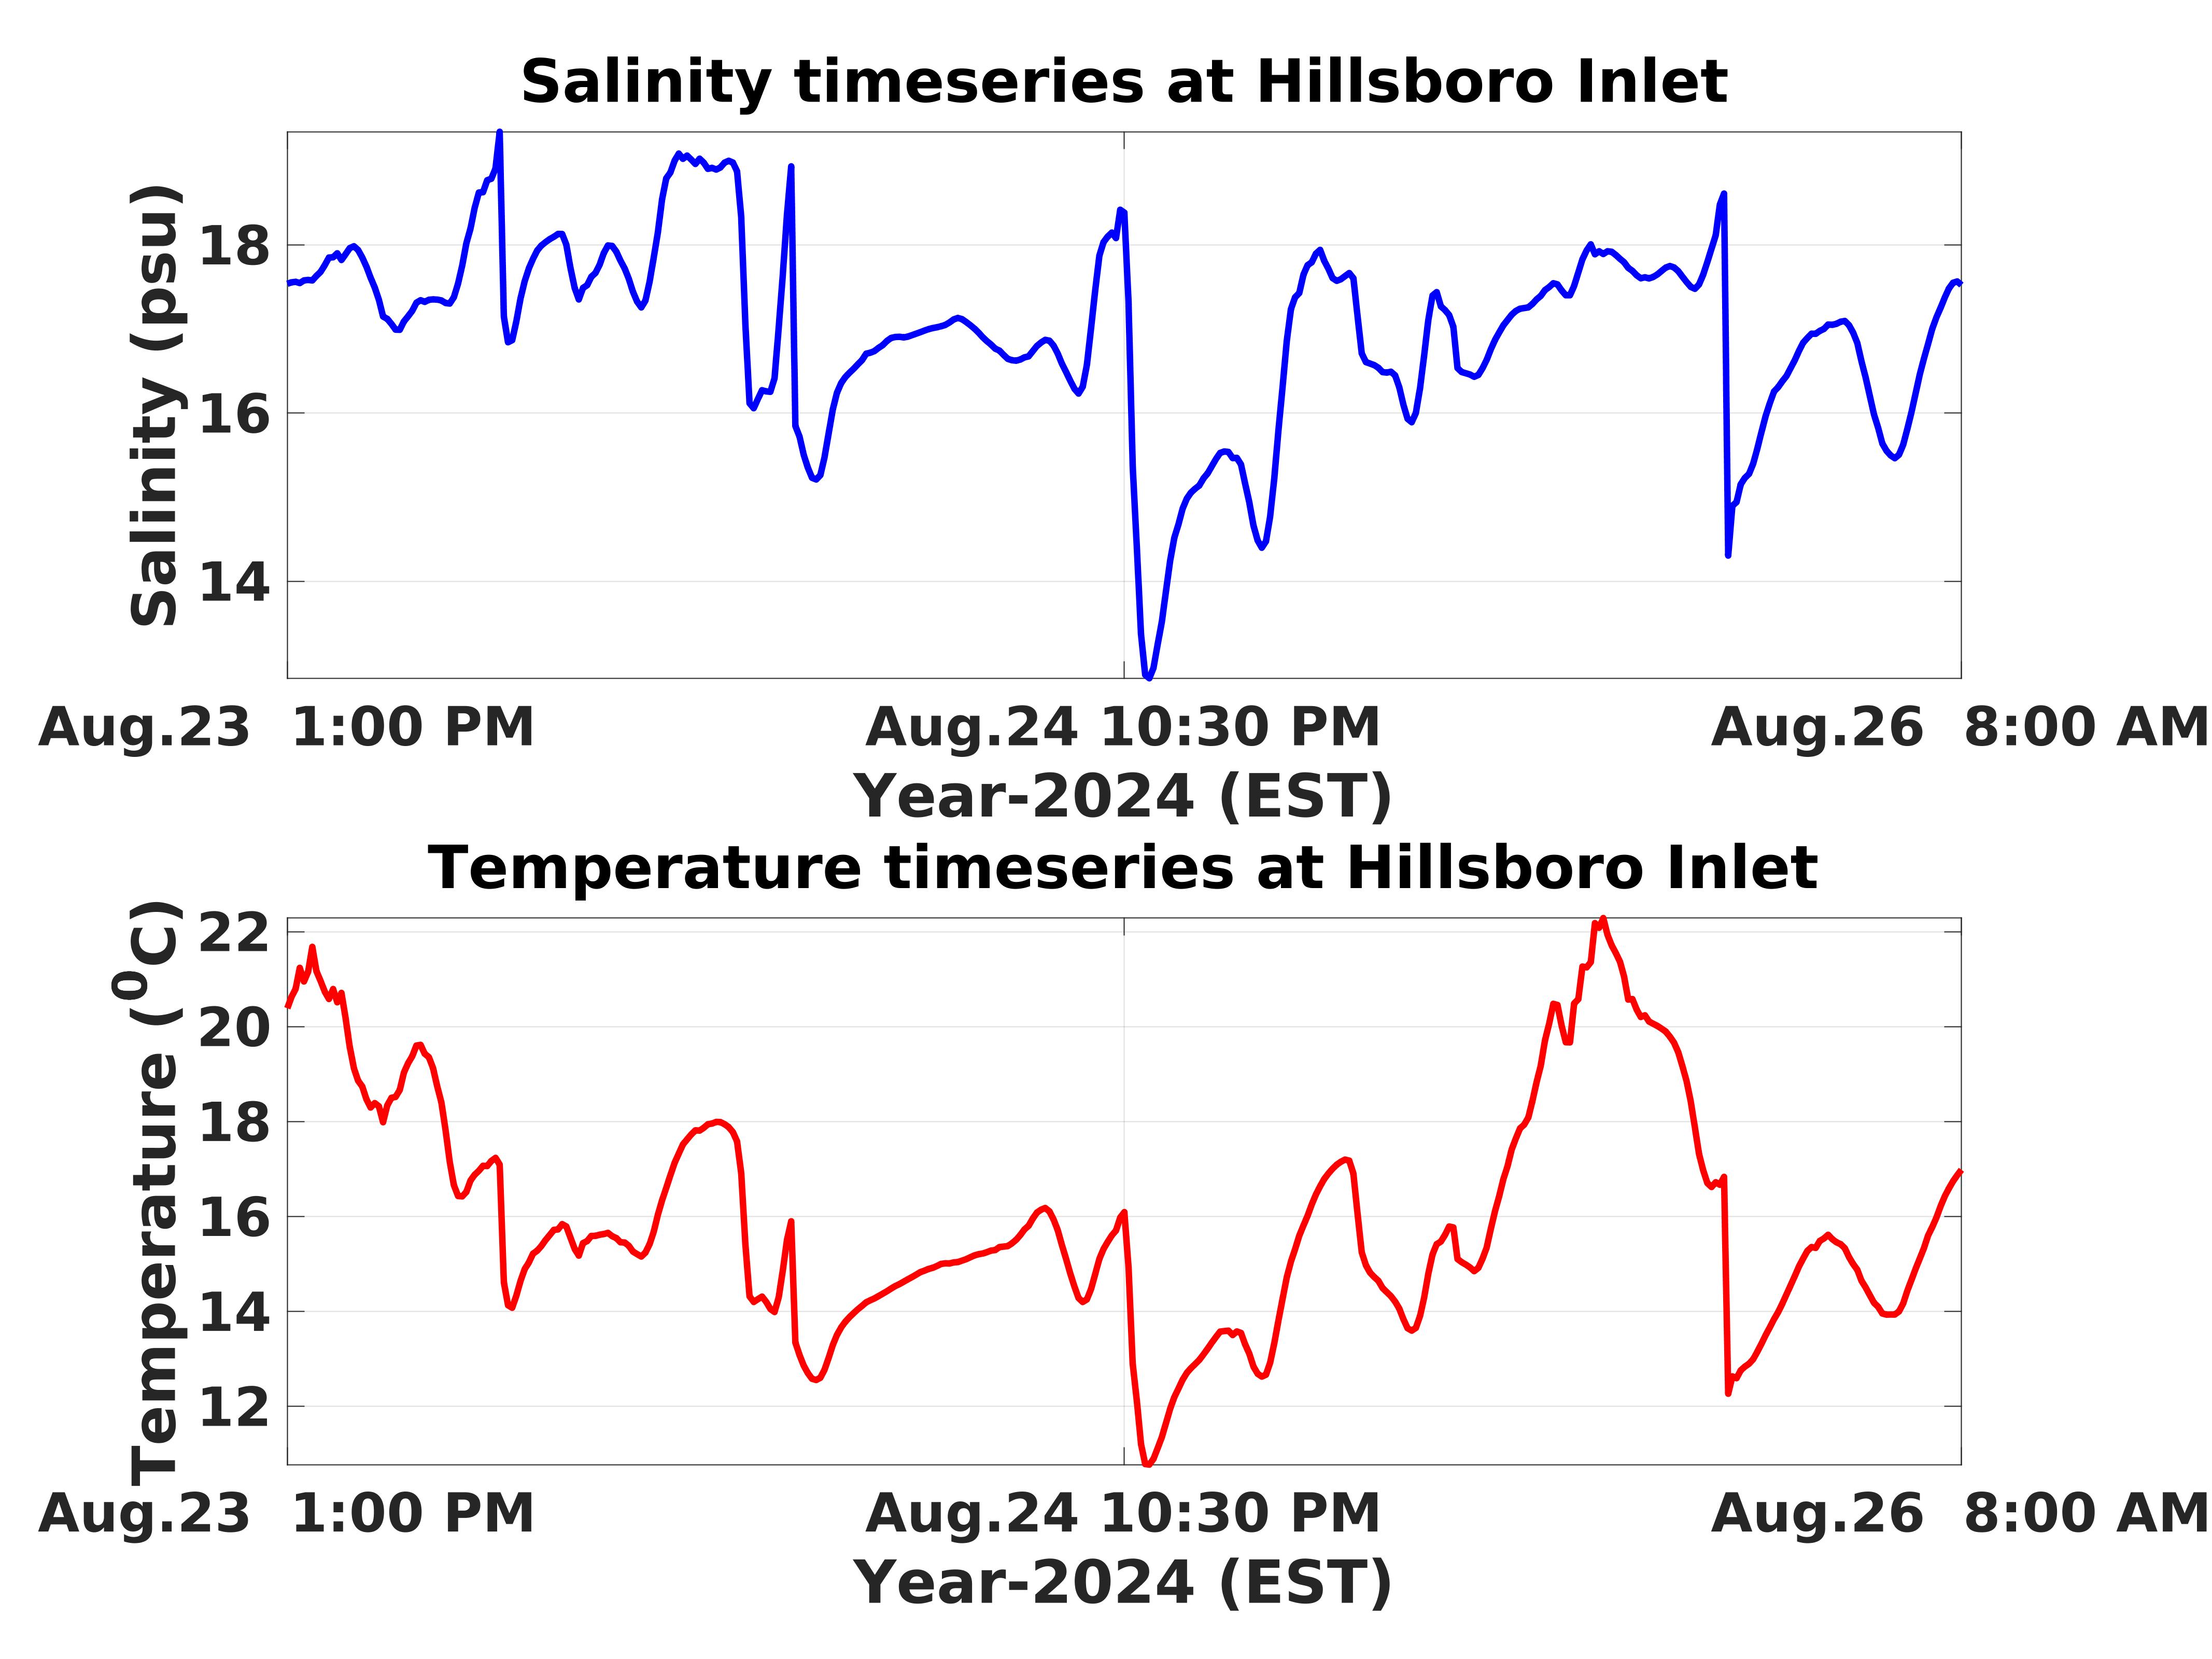 Salinity timeseries at Hillsboro Inlet
Salinity (psu)
18
16
14
Aug.23  1:00 PM
Aug.24 10:30 PM
Aug.26  8:00 AM
Year-2024 (EST)
Temperature timeseries at Hillsboro Inlet
Temperature (⁰C)
22
20
18
16
14
12
Aug.23  1:00 PM
Aug.24 10:30 PM
Aug.26  8:00 AM
Year-2024 (EST)